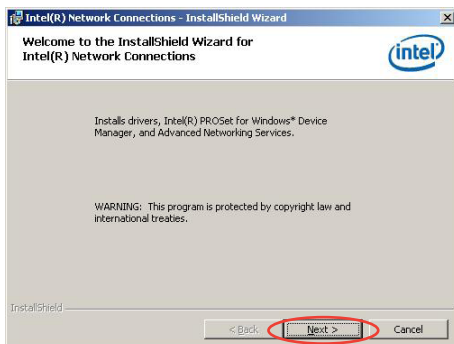 Intel(R) Network Connections - InstallShield Wizard
Welcome to the InstallShield Wizard for
Intel(R) Network Connections
intel
Installs drivers, Intel(R) PROSet for Windows* Device
Manager, and Advanced Networking Services.
WARNING: This program is protected by copyright law and
international treaties.
InstallShield
< Back Next > Cancel